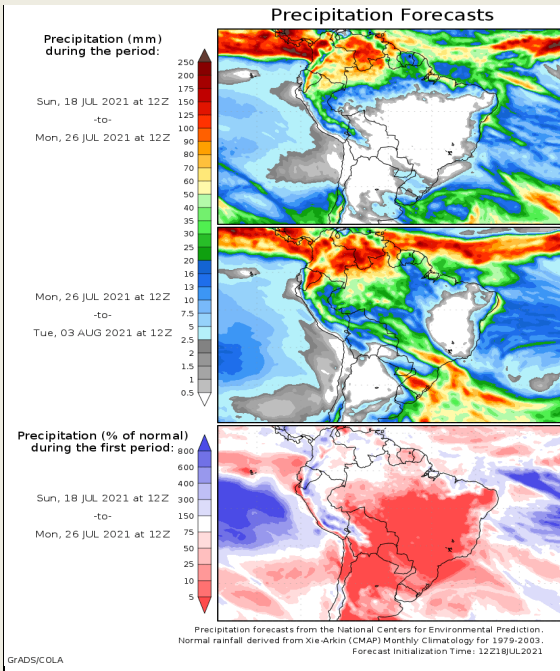 Precipitation Forecasts
Precipitation (mm)
during the period:
Sun, 18 JUL 2021 at 12Z
-to-
Mon, 26 JUL 2021 at 12Z
250
200
175
150
125
100
90
80
70
60
50
40
35
30
25
20
16
13
10
7.5
5
2.5
2
1.5
1
0.5
Mon, 26 JUL 2021 at 12Z
-to-
Tue, 03 AUG 2021 at 12Z
Precipitation (% of normal)
during the first period:
Sun, 18 JUL 2021 at 12Z
-to-
Mon, 26 JUL 2021 at 12Z
800
600
400
300
150
75
50
25
10
5
Precipitation forecasts from the National Centers for Environmental Prediction.
Normal rainfall derived from Xie-Arkin (CMAP) Monthly Climatology for 1979-2003.
Forecast Initialization Time: 12Z18JUL2021
GrADS/COLA